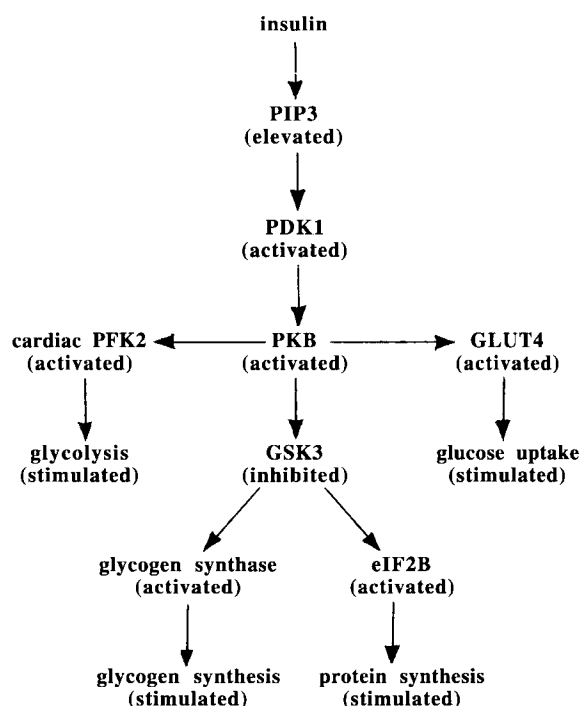 insulin
PIP3
(elevated)
PDK1
(activated)
cardiac PFK2 PKB GLUT4
(activated) (activated) (activated)
glycolysis GSK3 glucose uptake
(stimulated) (inhibited) (stimulated)
glycogen synthase eIF2B
(activated) (activated)
glycogen synthesis protein synthesis
(stimulated) (stimulated)